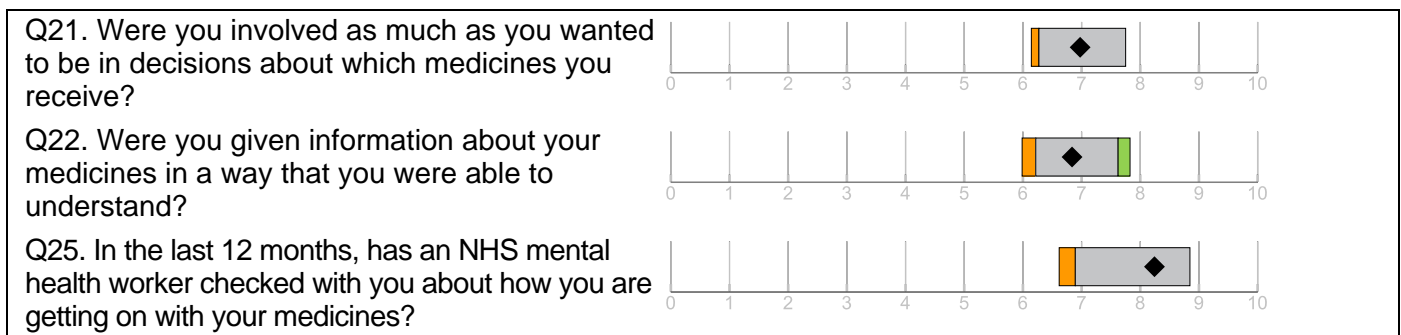 Q21. Were you involved as much as you wanted
to be in decisions about which medicines you
receive?
0 1 2 3 4 5 6 7 8 9 10
Q22. Were you given information about your
medicines in a way that you were able to
understand?
0 1 2 3 4 5 6 7 8 9 10
Q25. In the last 12 months, has an NHS mental
health worker checked with you about how you are
getting on with your medicines?
0 1 2 3 4 5 6 7 8 9 10